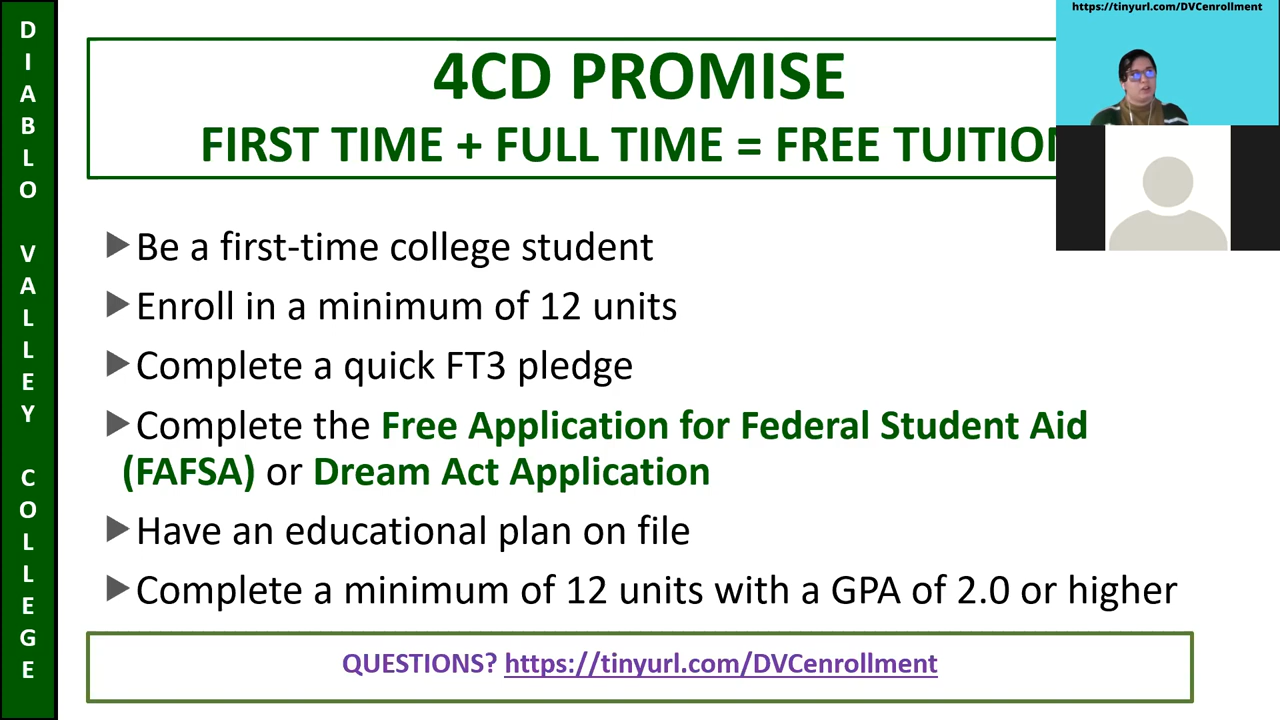 DIABLO VALLEY COLLEGE
https://tinyurl.com/DVCenrollment
4CD PROMISE
FIRST TIME + FULL TIME = FREE TUITION
Be a first-time college student
Enroll in a minimum of 12 units
Complete a quick FT3 pledge
Complete the Free Application for Federal Student Aid
(FAFSA) or Dream Act Application
Have an educational plan on file
Complete a minimum of 12 units with a GPA of 2.0 or higher
QUESTIONS? https://tinyurl.com/DVCenrollment